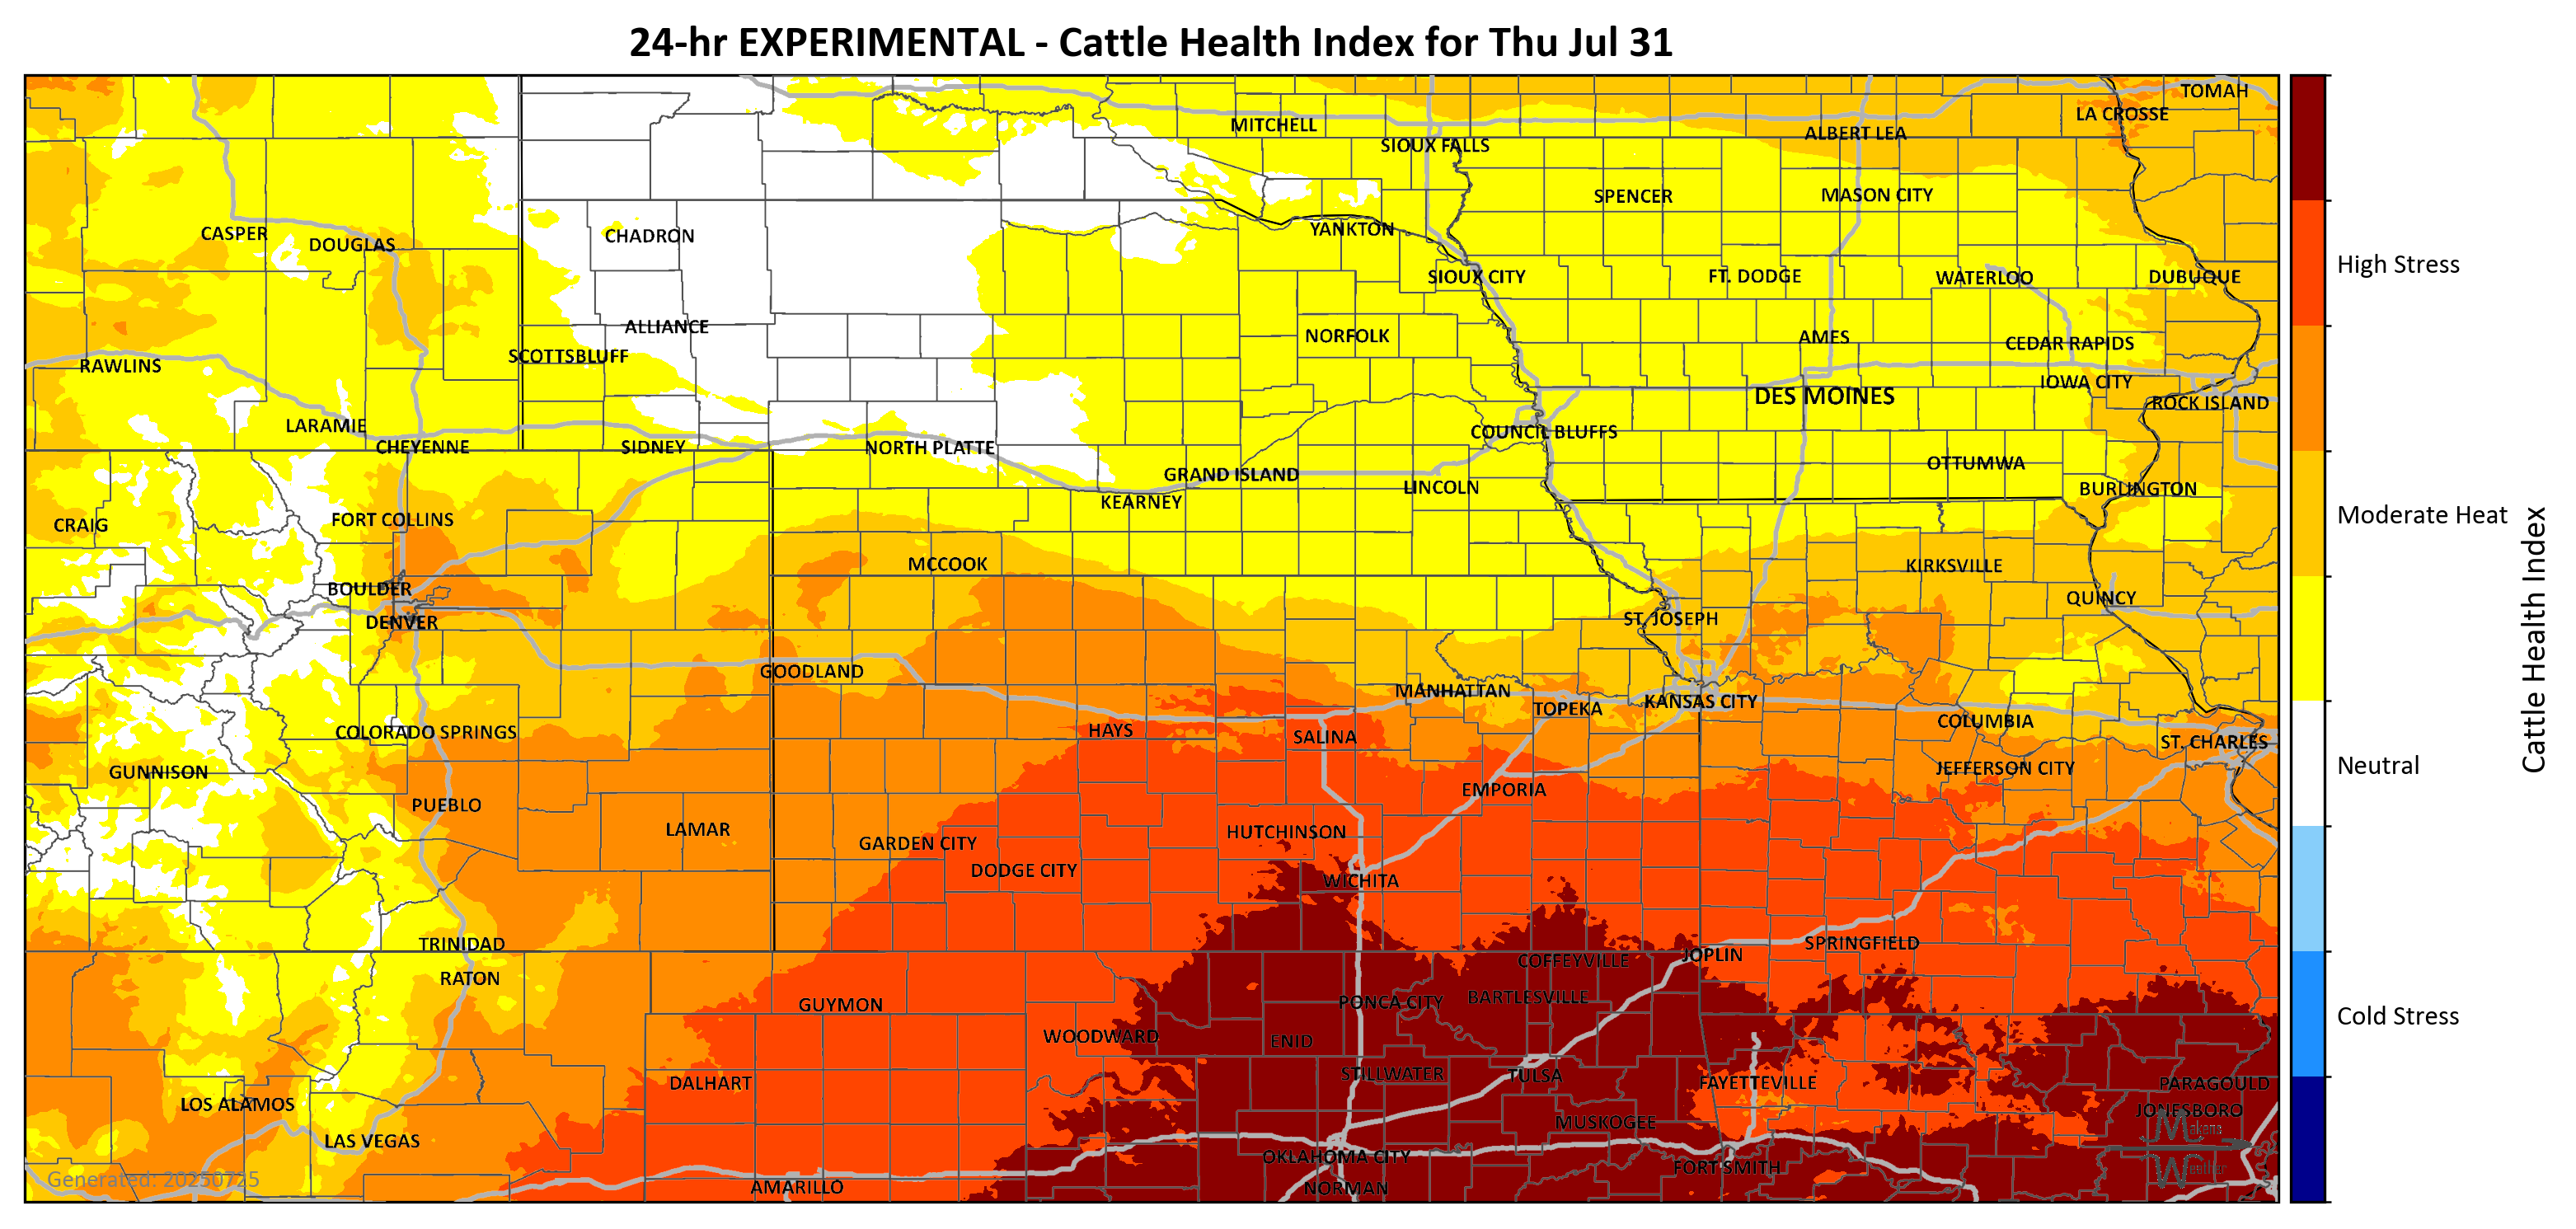 24-hr EXPERIMENTAL - Cattle Health Index for Thu Jul 31
TOMAH
LA CROSSE
MITCHELL
ALBERT LEA
SIOUX FALLS
SPENCER
MASON CITY
CASPER
DOUGLAS
CHADRON
YANKTON
SIOUX CITY
FT. DODGE
WATERLOO
DUBUQUE
ALLIANCE
NORFOLK
AMES
CEDAR RAPIDS
SCOTTSBLUFF
RAWLINS
IOWA CITY
DES MOINES
ROCK ISLAND
LARAMIE
COUNCIL BLUFFS
CHEYENNE
SIDNEY
NORTH PLATTE
OTTUMWA
GRAND ISLAND
LINCOLN
BURLINGTON
KEARNEY
CRAIG
FORT COLLINS
MCCOOK
KIRKSVILLE
BOULDER
QUINCY
DENVER
ST. JOSEPH
GOODLAND
MANHATTAN
KANSAS CITY
TOPEKA
COLUMBIA
COLORADO SPRINGS
HAYS
SALINA
ST. CHARLES
GUNNISON
JEFFERSON CITY
EMPORIA
PUEBLO
LAMAR
HUTCHINSON
GARDEN CITY
DODGE CITY
WICHITA
TRINIDAD
SPRINGFIELD
JOPLIN
COFFEYVILLE
RATON
BARTLESVILLE
GUYMON
PONCA CITY
WOODWARD
ENID
STILLWATER
TULSA
DALHART
FAYETTEVILLE
PARAGOULD
LOS ALAMOS
JONESBORO
MUSKOGEE
Makens
LAS VEGAS
OKLAHOMA CITY
FORT SMITH
Weather
Generated: 20250725
AMARILLO
NORMAN
High Stress
Moderate Heat
Neutral
Cold Stress
Cattle Health Index